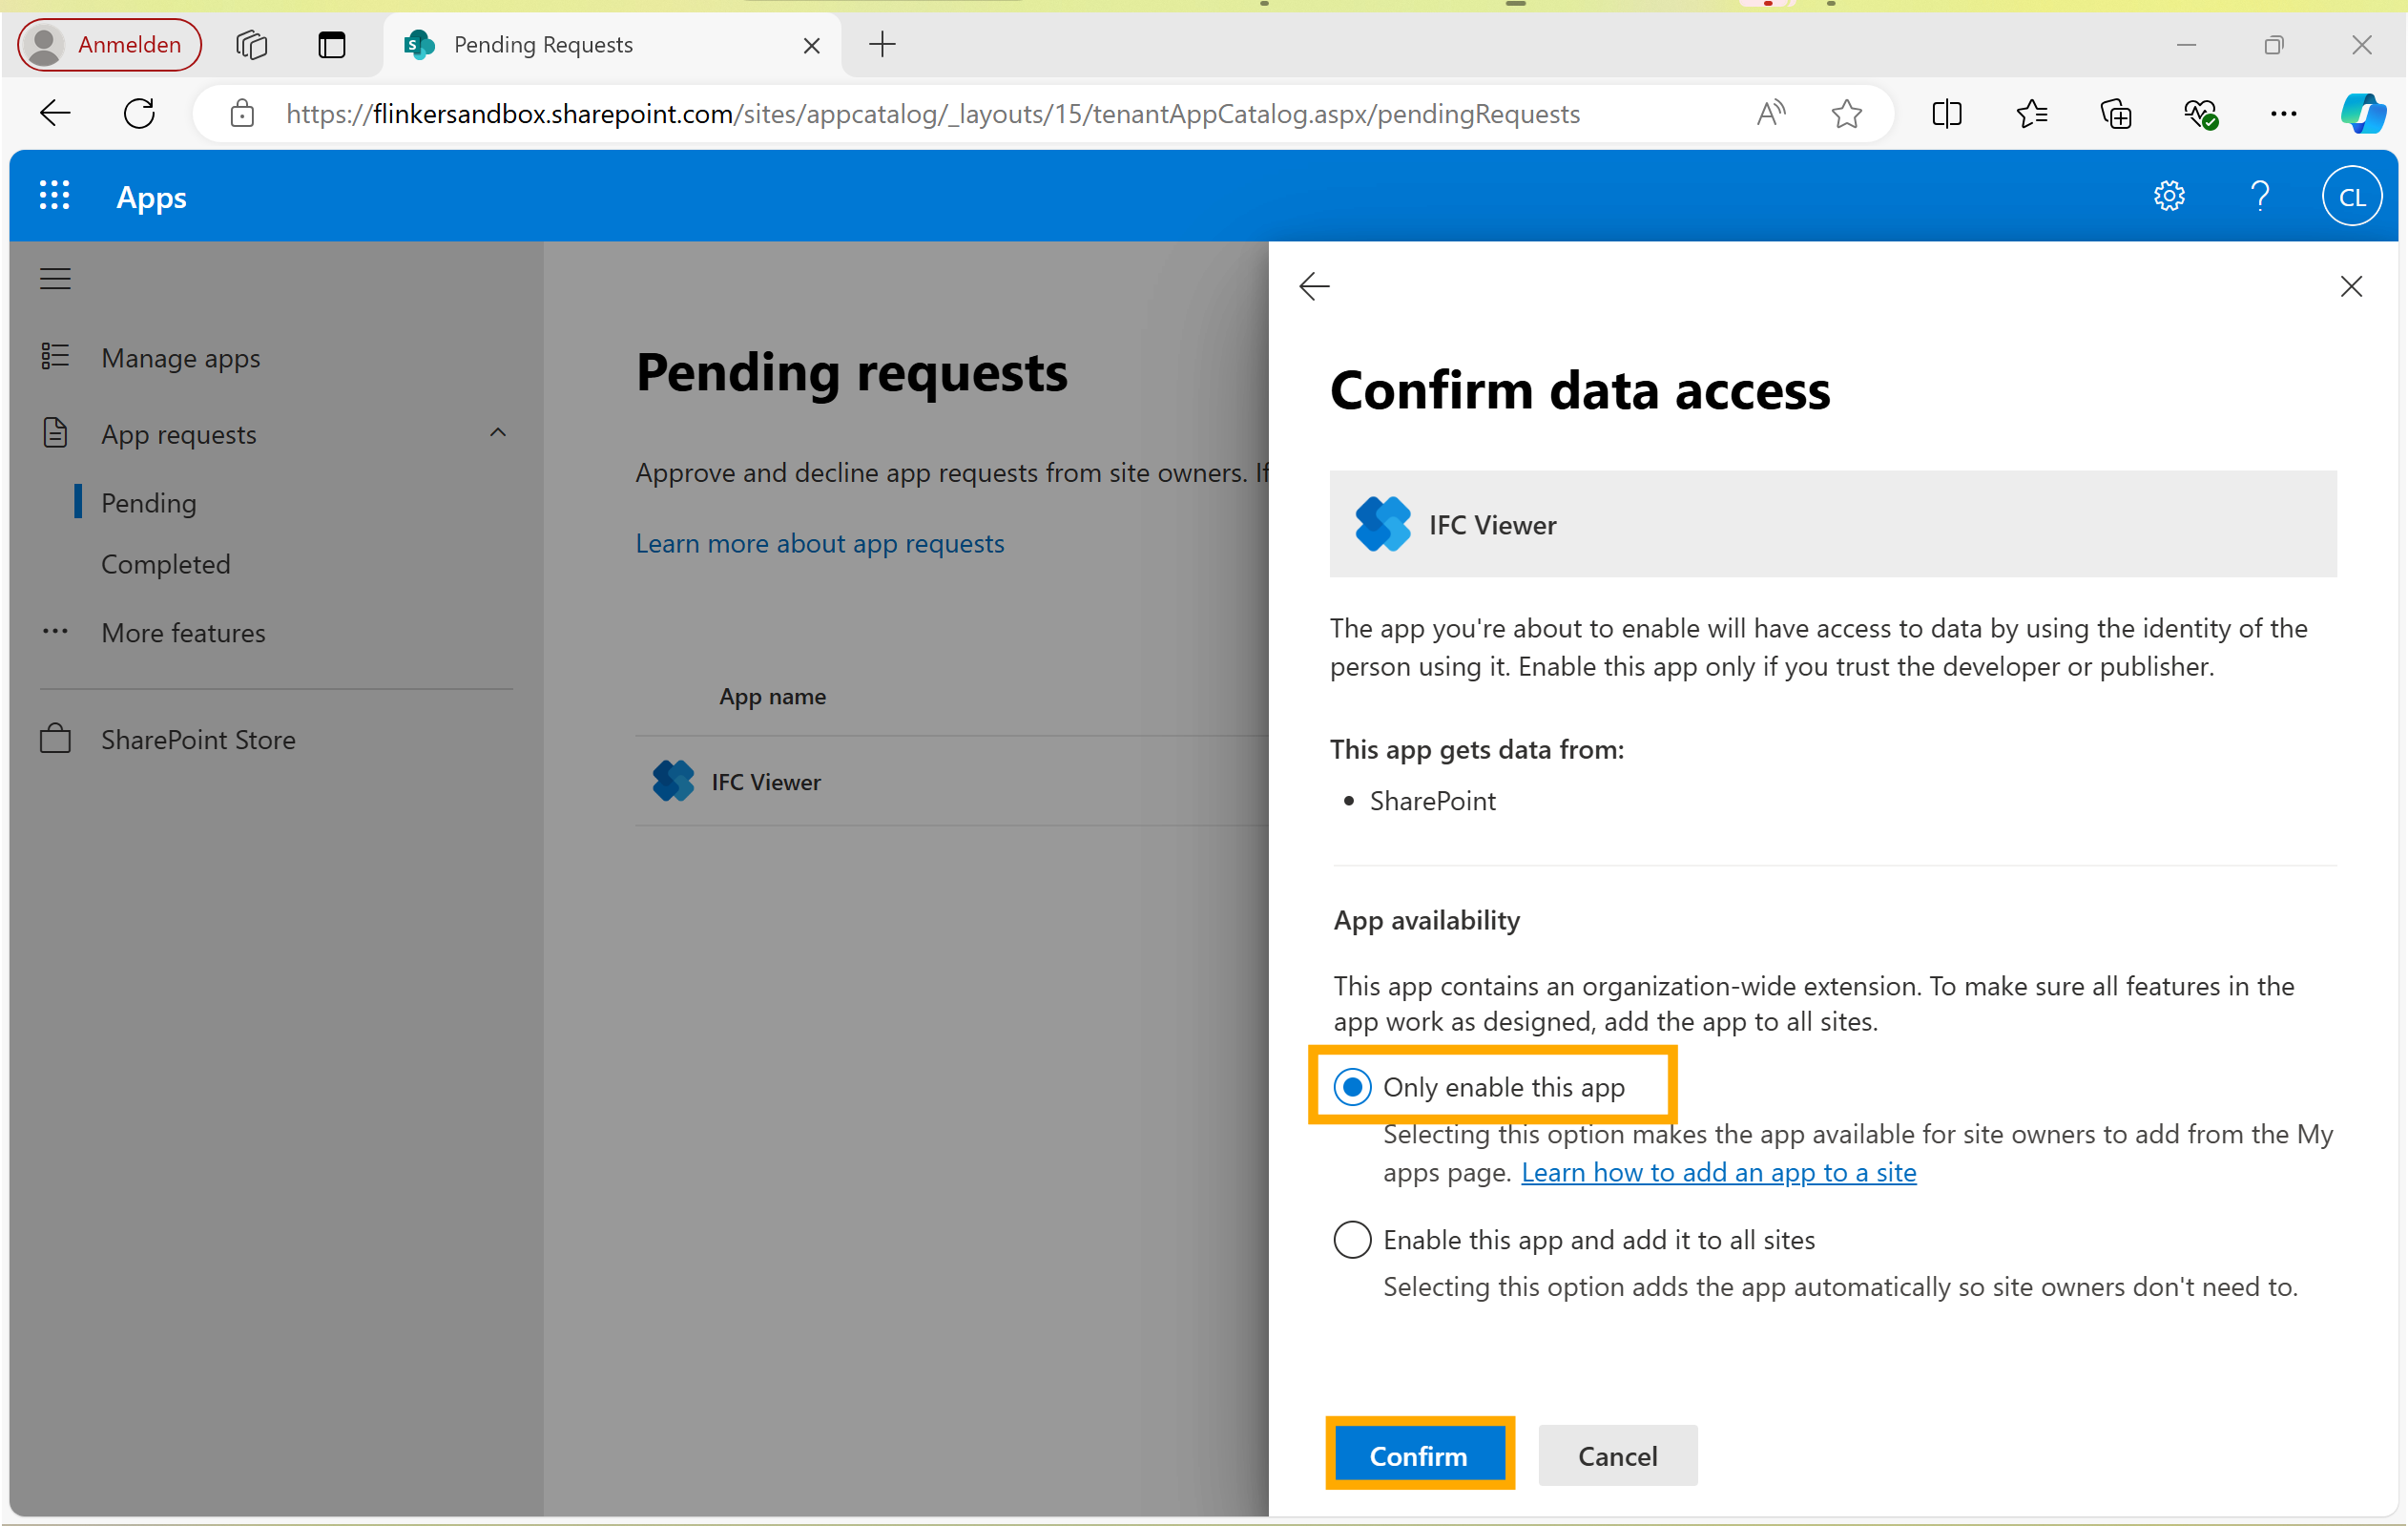 Anmelden
Pending Requests
https://flinkersandbox.sharepoint.com/sites/appcatalog/_layouts/15/tenantAppCatalog.aspx/pendingRequests
Apps
CL
Manage apps
App requests
Pending
Completed
More features
SharePoint Store
Pending requests
Approve and decline app requests from site owners. If
Learn more about app requests
App name
IFC Viewer
Confirm data access
IFC Viewer
The app you're about to enable will have access to data by using the identity of the
person using it. Enable this app only if you trust the developer or publisher.
This app gets data from:
• SharePoint
App availability
This app contains an organization-wide extension. To make sure all features in the
app work as designed, add the app to all sites.
Only enable this app
Selecting this option makes the app available for site owners to add from the My
apps page. Learn how to add an app to a site
Enable this app and add it to all sites
Selecting this option adds the app automatically so site owners don't need to.
Confirm
Cancel